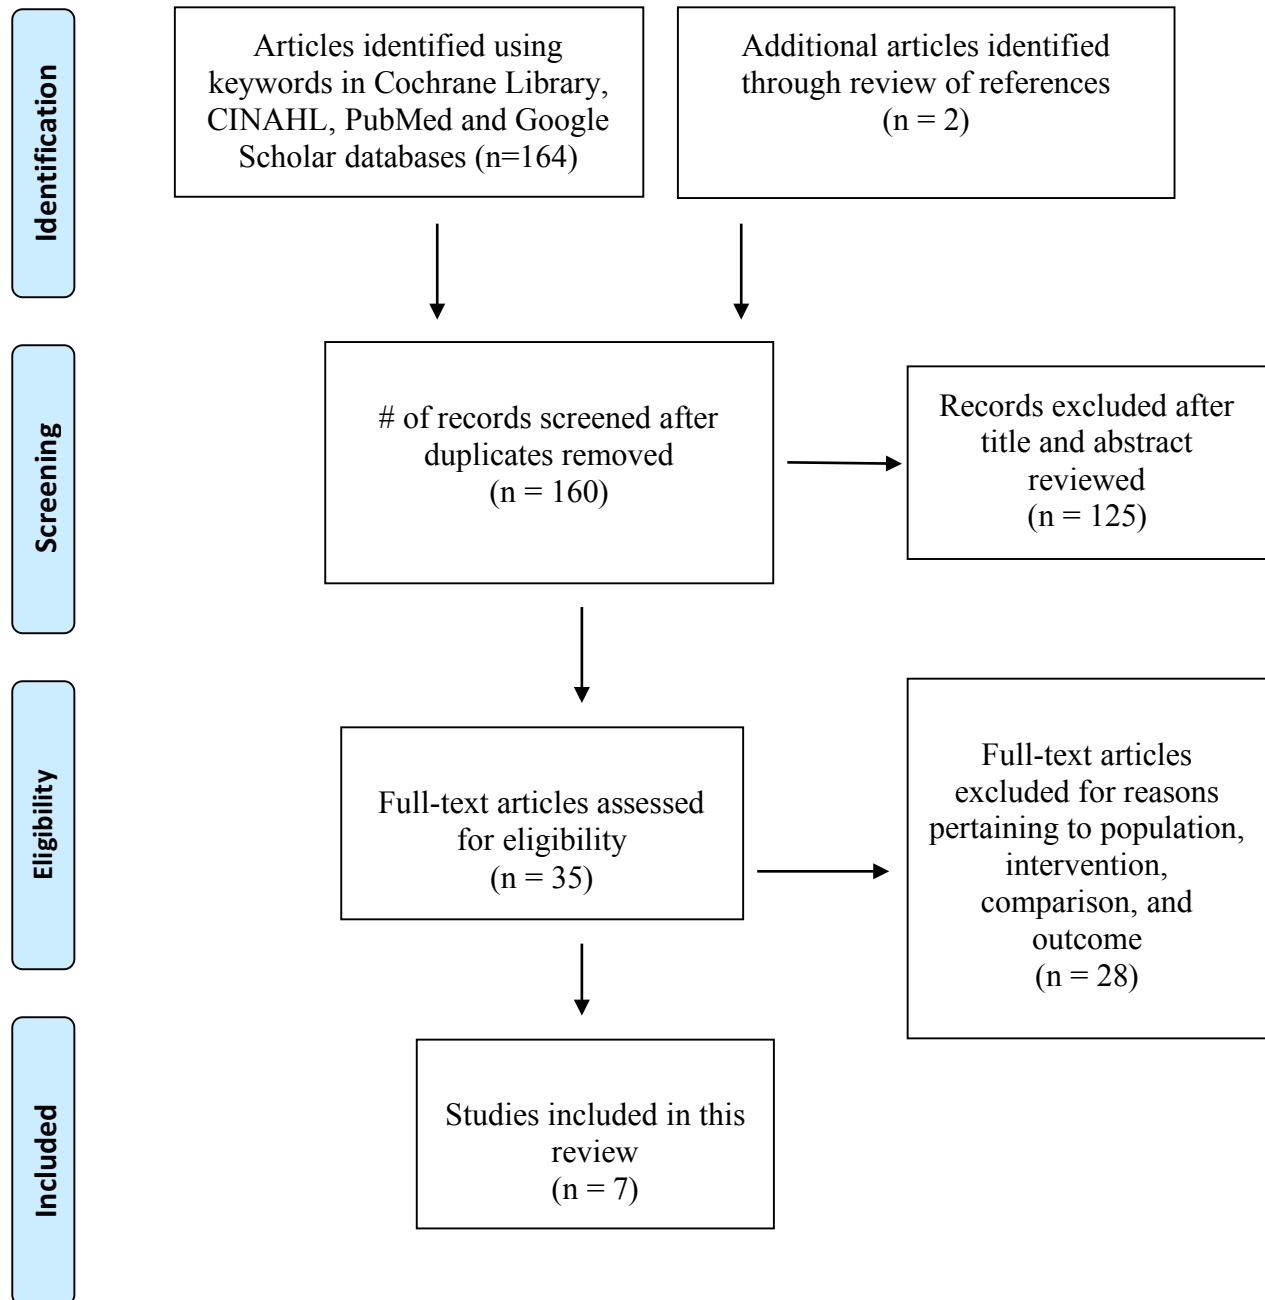 Identification
Articles identified using
keywords in Cochrane Library,
CINAHL, PubMed and Google
Scholar databases (n=164)
Additional articles identified
through review of references
(n = 2)
Screening
# of records screened after
duplicates removed
(n = 160)
Records excluded after
title and abstract
reviewed
(n = 125)
Eligibility
Full-text articles assessed
for eligibility
(n = 35)
Full-text articles
excluded for reasons
pertaining to population,
intervention,
comparison, and
outcome
(n = 28)
Included
Studies included in this
review
(n = 7)